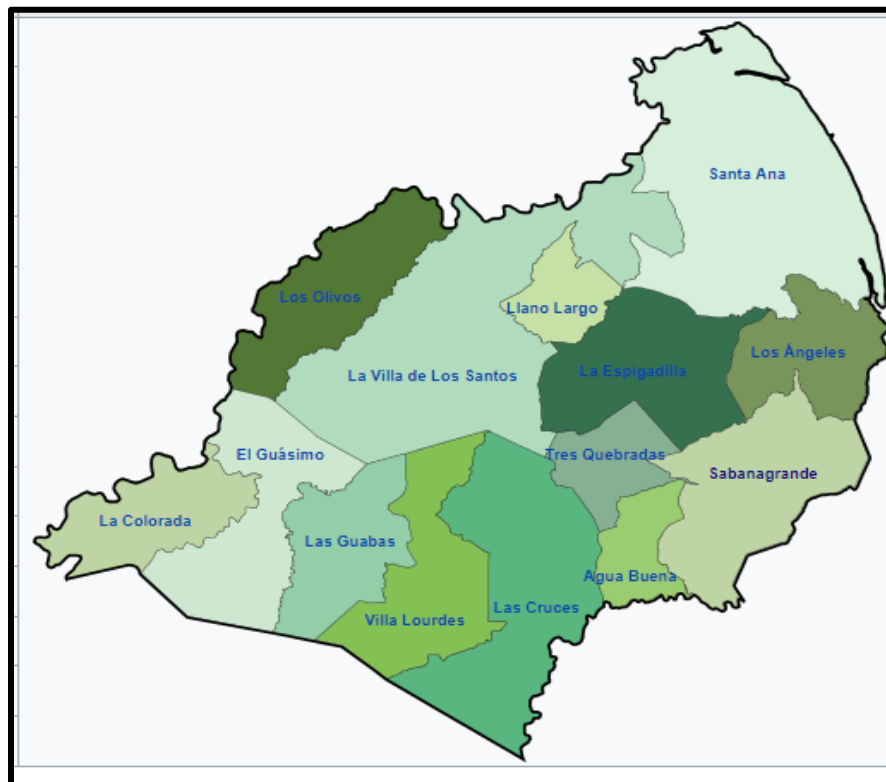 Santa Ana
Los Olivos
Llano Largo
Los Ángeles
La Villa de Los Santos
La Espigadilla
El Guásimo
Tres Quebradas
Sabanagrande
La Colorada
Las Guabas
Agua Buena
Villa Lourdes
Las Cruces